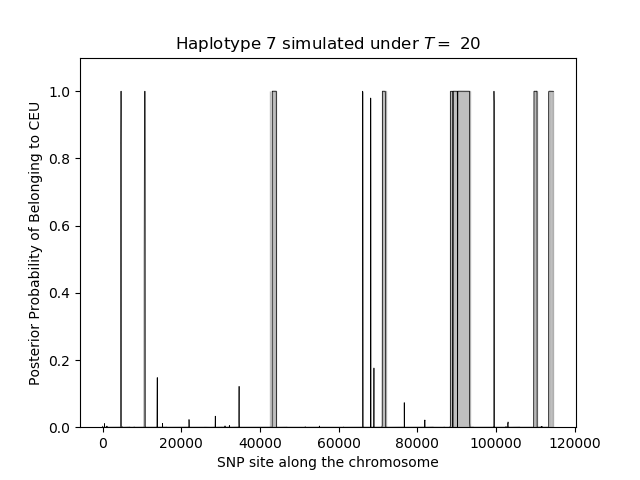 Haplotype 7 simulated under T = 20
Posterior Probability of Belonging to CEU
1.0
0.8
0.6
0.4
0.2
0.0
0 20000 40000 60000 80000 100000 120000
SNP site along the chromosome